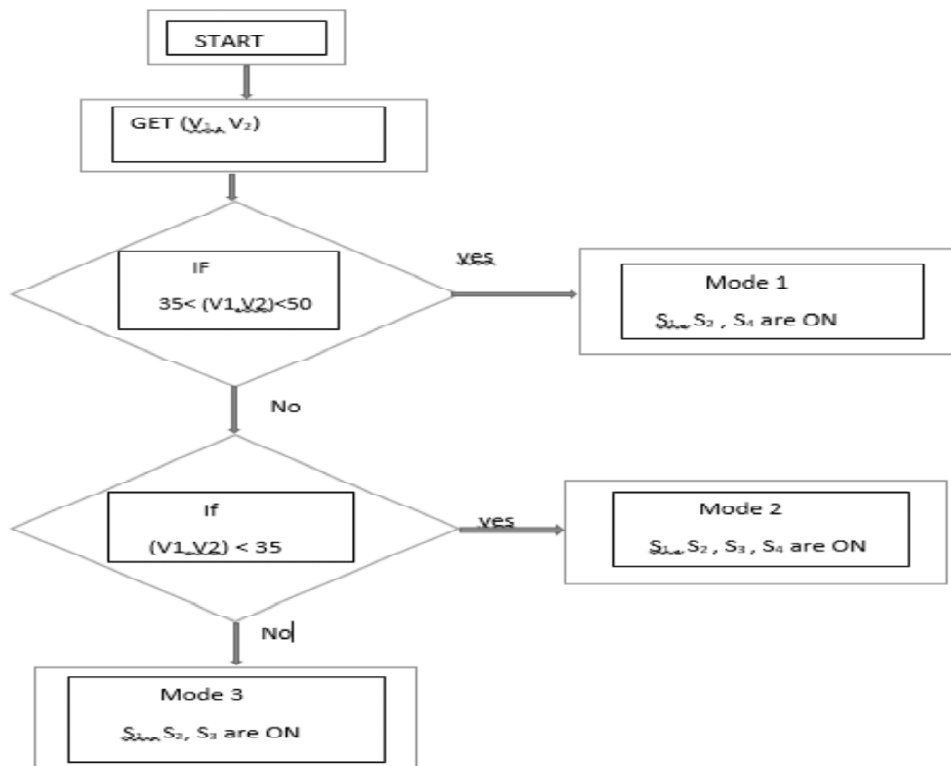 START
GET (V₁, V₂)
IF
35< (V1,V2)<50
yes
Mode 1
S₁, S₂ , S₄ are ON
No
If
(V1,V2) < 35
yes
Mode 2
S₁, S₂ , S₃ , S₄ are ON
No
Mode 3
S₁, S₂, S₃ are ON